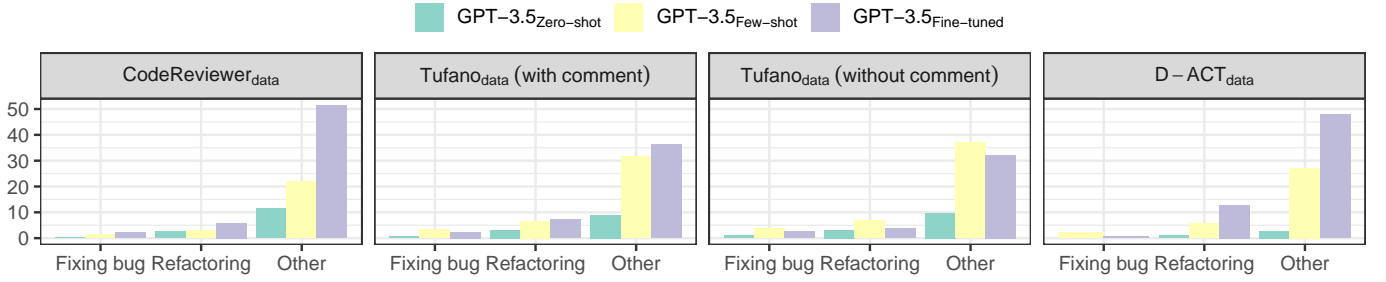 GPT−3.5Zero−shot GPT−3.5Few−shot GPT−3.5Fine−tuned
CodeReviewerdata Tufanodata (with comment) Tufanodata (without comment) D−ACTdata
50
40
30
20
10
0
Fixing bug Refactoring Other Fixing bug Refactoring Other Fixing bug Refactoring Other Fixing bug Refactoring Other